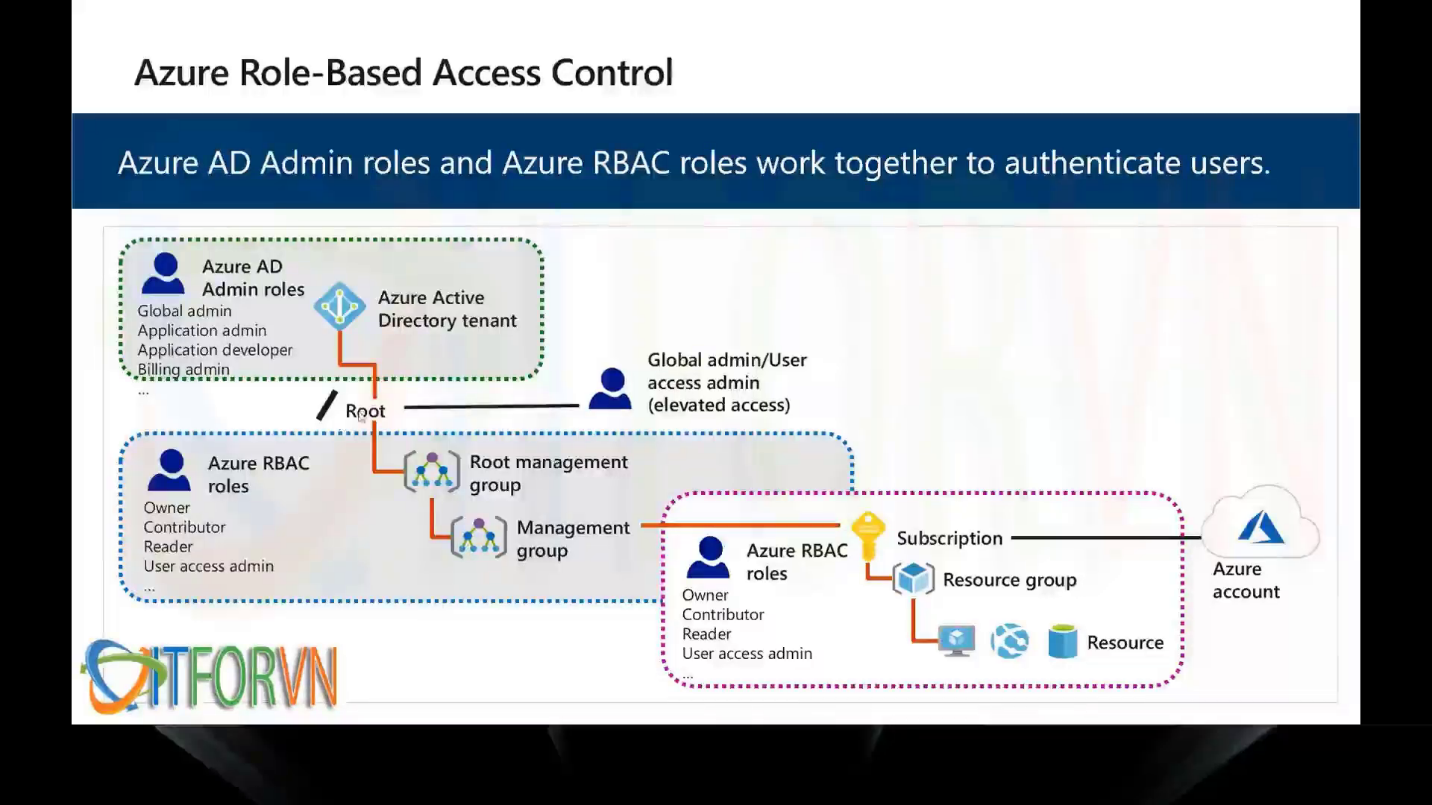 Azure Role-Based Access Control
Azure AD Admin roles and Azure RBAC roles work together to authenticate users.
Azure AD
Admin roles
Global admin
Application admin
Application developer
Billing admin
...
Azure Active
Directory tenant
/ Root
Global admin/User
access admin
(elevated access)
Azure RBAC
roles
Owner
Contributor
Reader
User access admin
...
Root management
group
Management
group
Azure RBAC
roles
Owner
Contributor
Reader
User access admin
...
Subscription
Resource group
Resource
Azure
account
ITFORVN